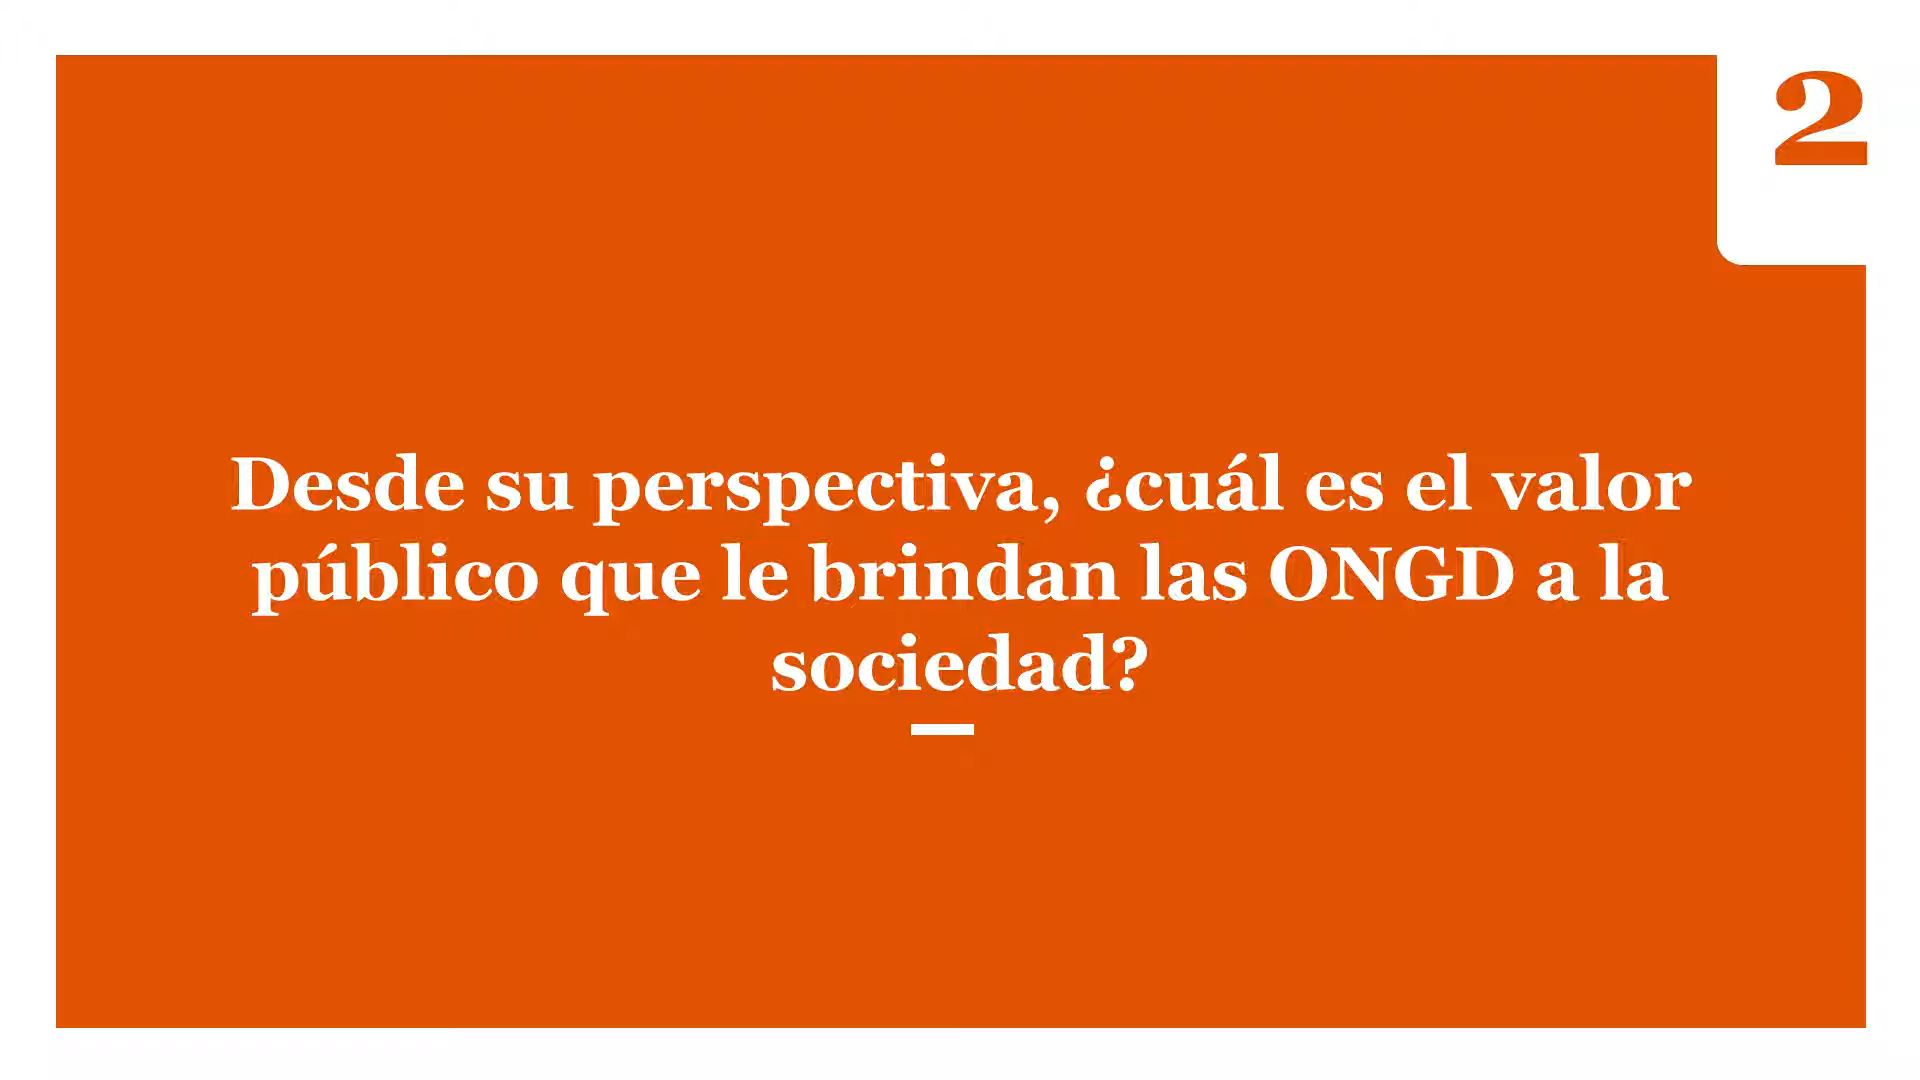 2
Desde su perspectiva, ¿cuál es el valor
público que le brindan las ONGD a la
sociedad?